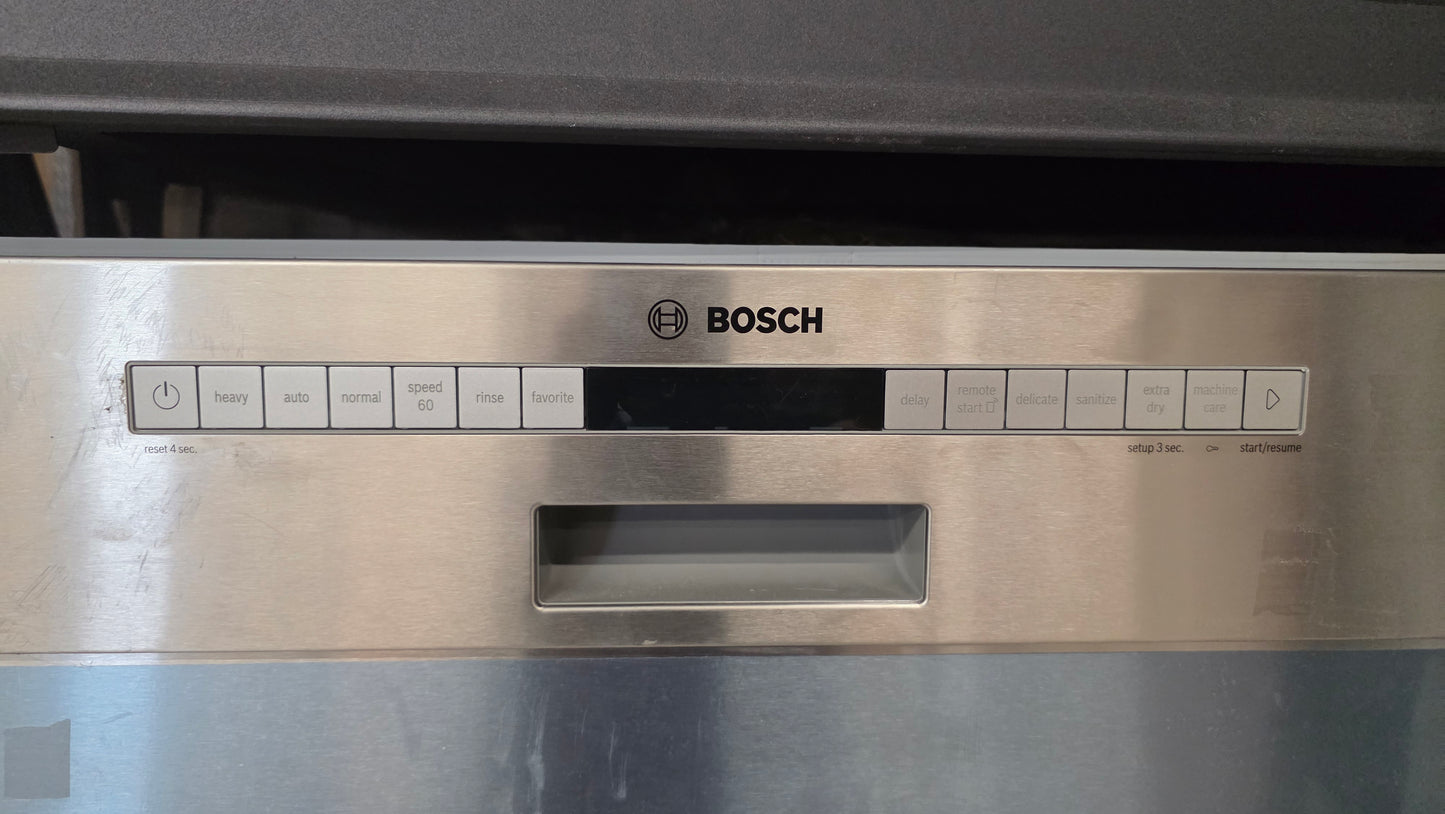 BOSCH
heavy
auto
normal
speed
60
rinse
favorite
delay
remote
start
delicate
sanitize
extra
dry
machine
care
reset 4 sec.
setup 3 sec.
start/resume